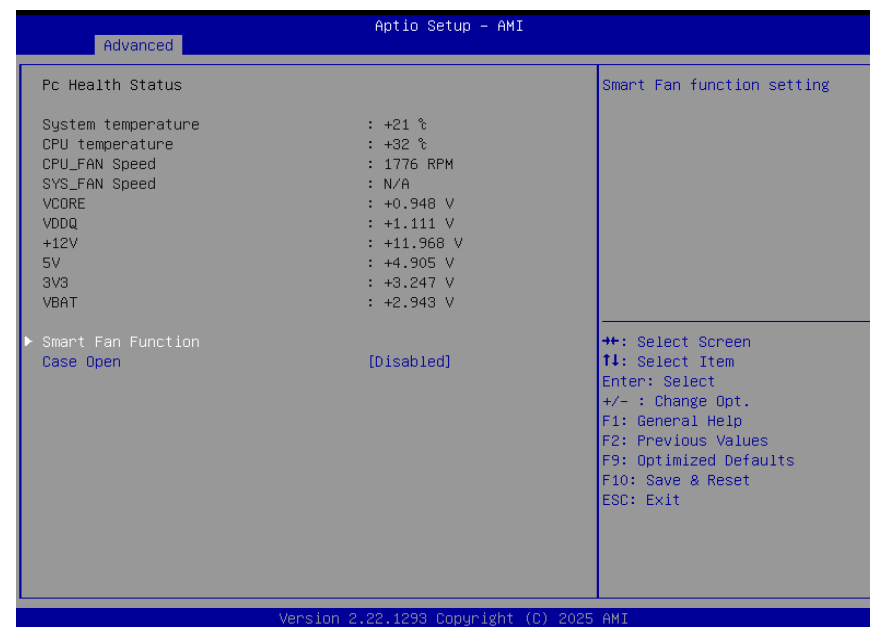 Aptio Setup – AMI
Advanced
Pc Health Status
Smart Fan function setting
System temperature : +21 ℃
CPU temperature : +32 ℃
CPU_FAN Speed : 1776 RPM
SYS_FAN Speed : N/A
VCORE : +0.948 V
VDDQ : +1.111 V
+12V : +11.968 V
5V : +4.905 V
3V3 : +3.247 V
VBAT : +2.943 V
Smart Fan Function
Case Open [Disabled]
→←: Select Screen
↑↓: Select Item
Enter: Select
+/- : Change Opt.
F1: General Help
F2: Previous Values
F9: Optimized Defaults
F10: Save & Reset
ESC: Exit
Version 2.22.1293 Copyright (C) 2025 AMI